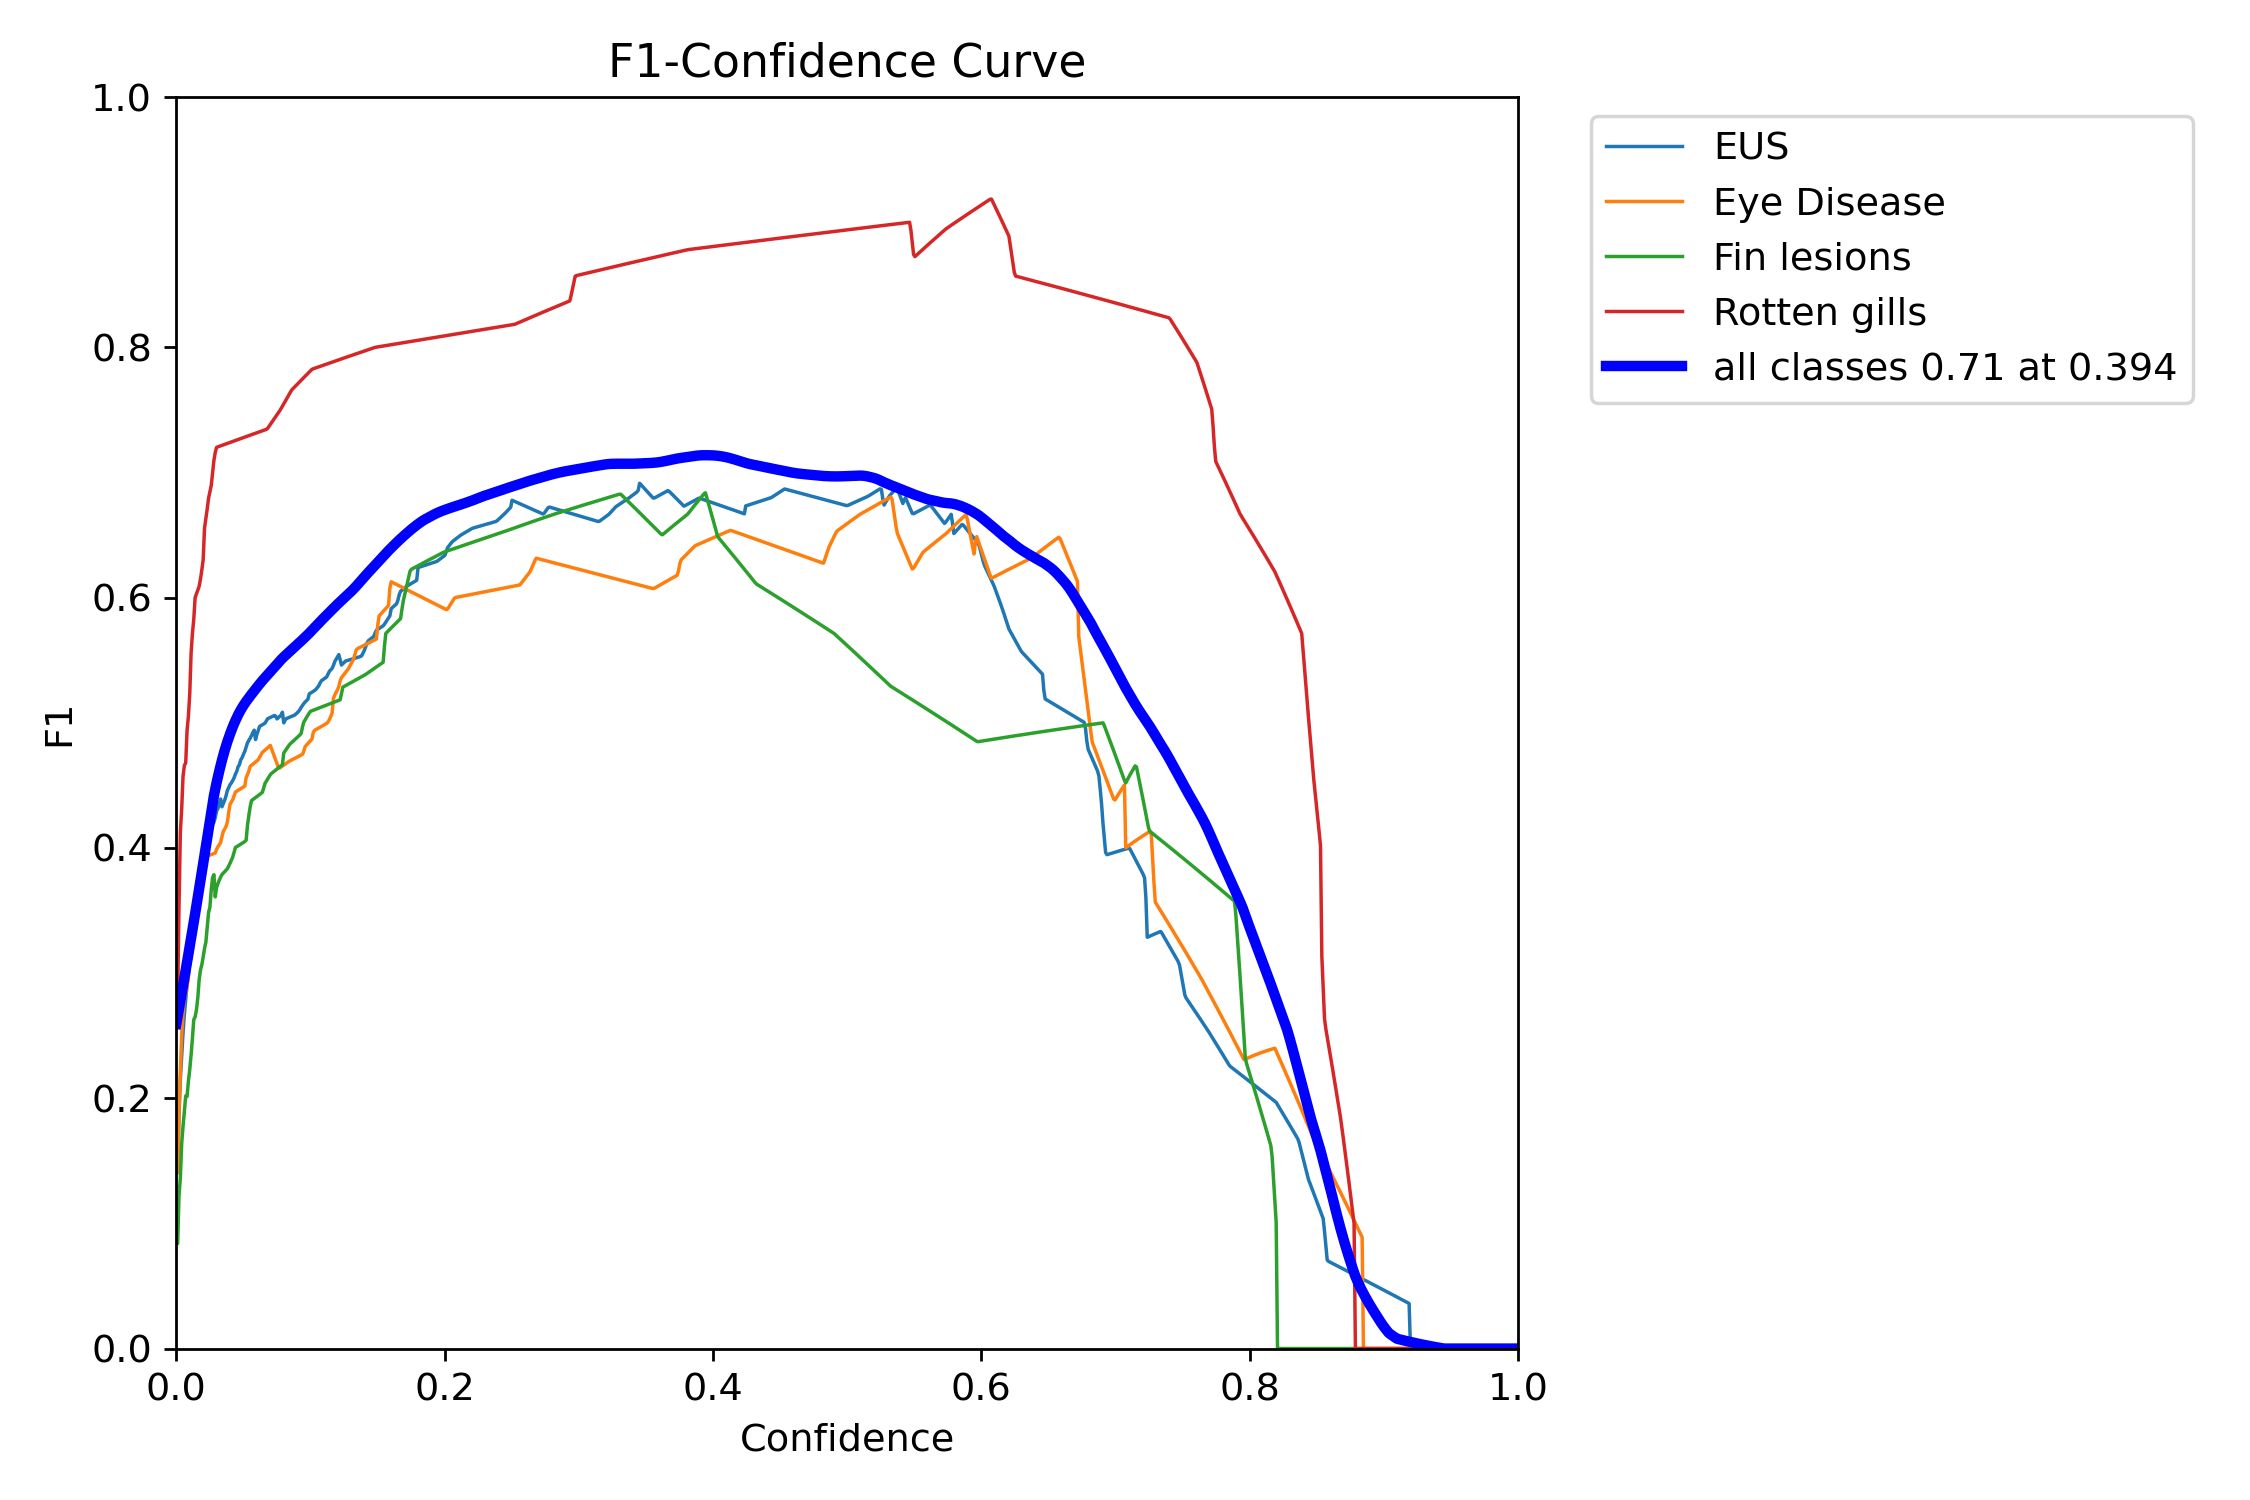 F1-Confidence Curve
1.0
0.8
0.6
0.4
0.2
0.0
F1
0.0 0.2 0.4 0.6 0.8 1.0
Confidence
EUS
Eye Disease
Fin lesions
Rotten gills
all classes 0.71 at 0.394